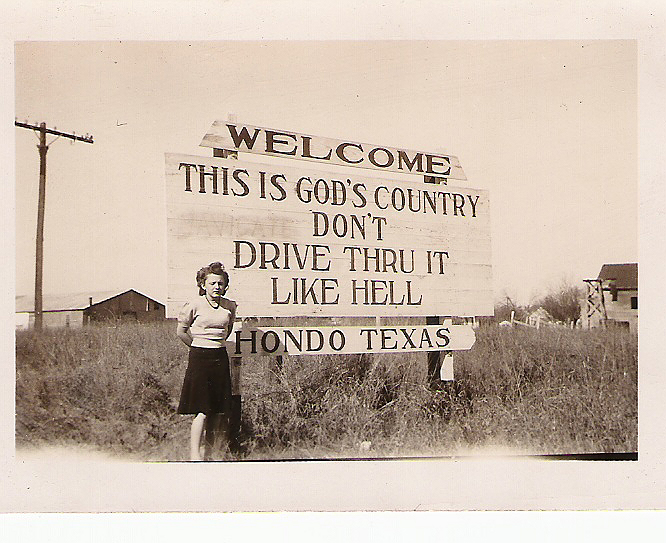 WELCOME
THIS IS GOD'S COUNTRY
DON'T
DRIVE THRU IT
LIKE HELL
HONDO TEXAS